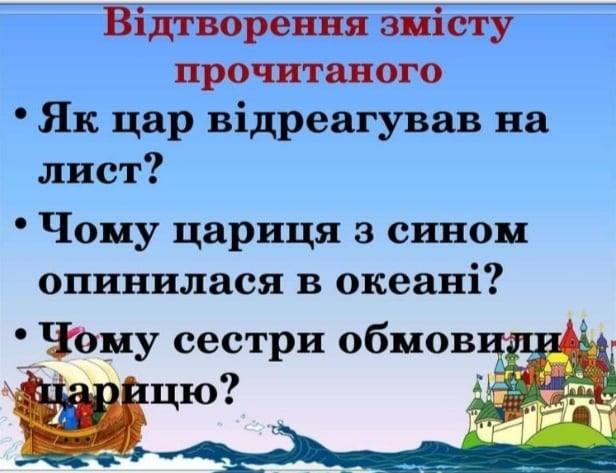 Відтворення змісту
прочитаного
• Як цар відреагував на
лист?
• Чому цариця з сином
опинилася в океані?
• Чому сестри обмовили
царицю?